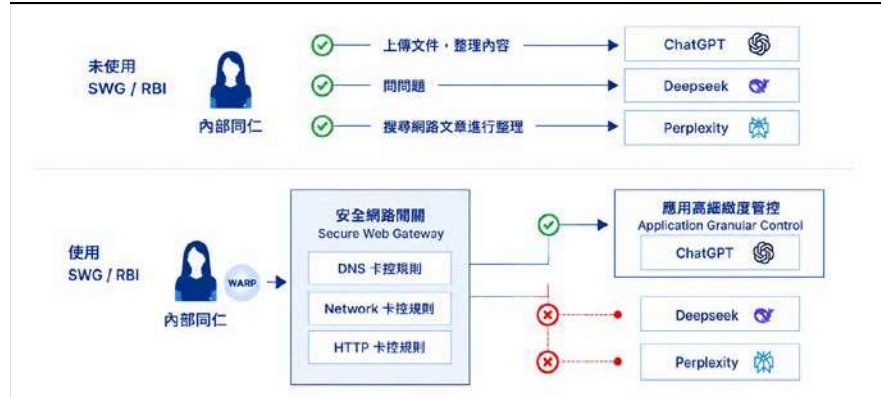 未使用
SWG / RBI
內部同仁
上傳文件，整理內容
ChatGPT
問問題
Deepseek
搜尋網路文章進行整理
Perplexity
使用
SWG / RBI
內部同仁
WARP
安全網路閘關
Secure Web Gateway
DNS 卡控規則
Network 卡控規則
HTTP 卡控規則
應用高細緻度管控
Application Granular Control
ChatGPT
Deepseek
Perplexity